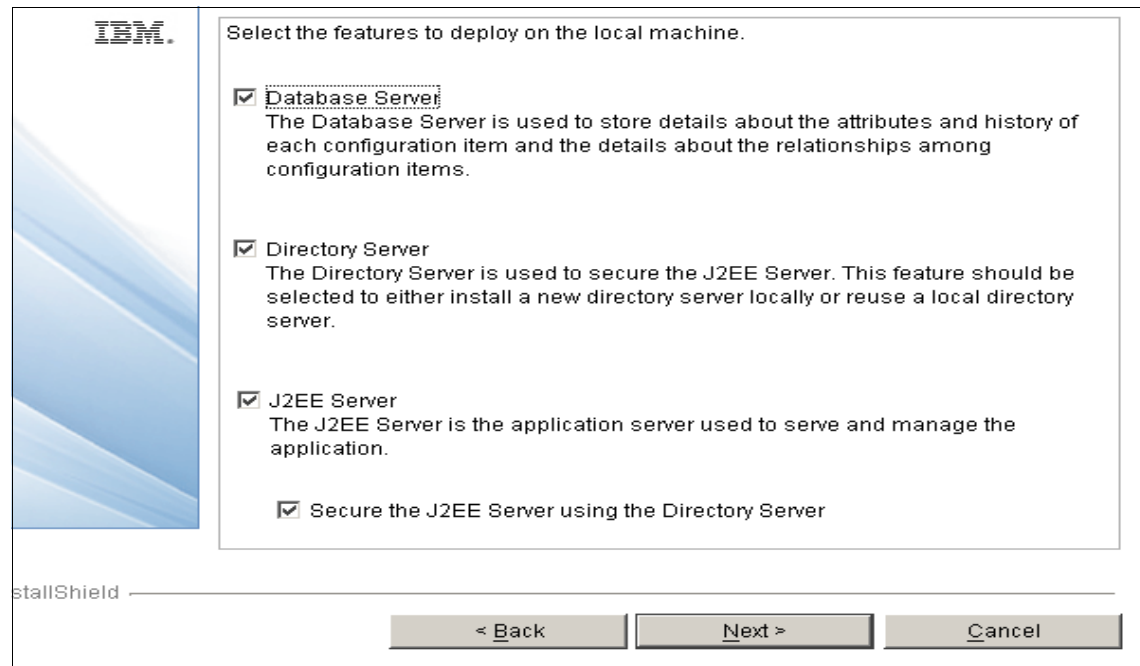 IBM.
Select the features to deploy on the local machine.
Database Server
The Database Server is used to store details about the attributes and history of
each configuration item and the details about the relationships among
configuration items.
Directory Server
The Directory Server is used to secure the J2EE Server. This feature should be
selected to either install a new directory server locally or reuse a local directory
server.
J2EE Server
The J2EE Server is the application server used to serve and manage the
application.
Secure the J2EE Server using the Directory Server
stallShield
< Back Next > Cancel